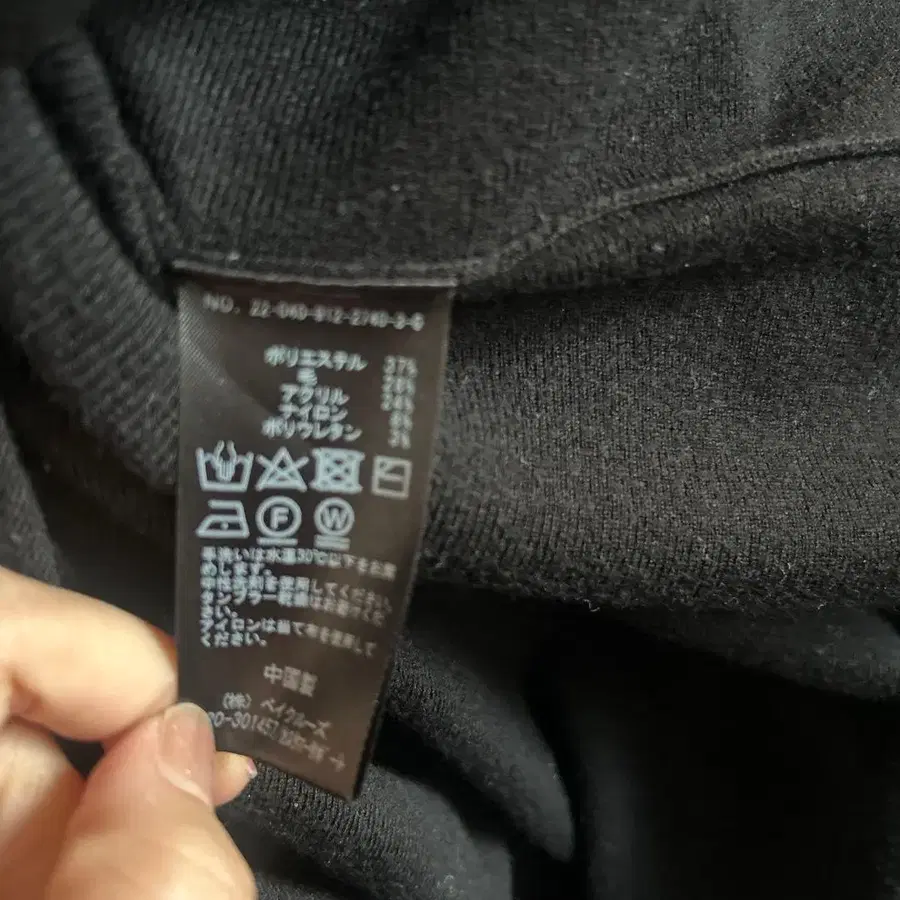 NO. 22-040-912-2740-3-0
ポリエステル 37%
毛 28%
アクリル 24%
ナイロン
ポリウレタン
F W
手洗いは水温30℃以下をお薦
めします。
中性洗剤を使用してください。
タンブラー乾燥はお避けくだ
さい。
アイロンは当て布を使用して
ください。
中国製
(株) ベイクルーズ